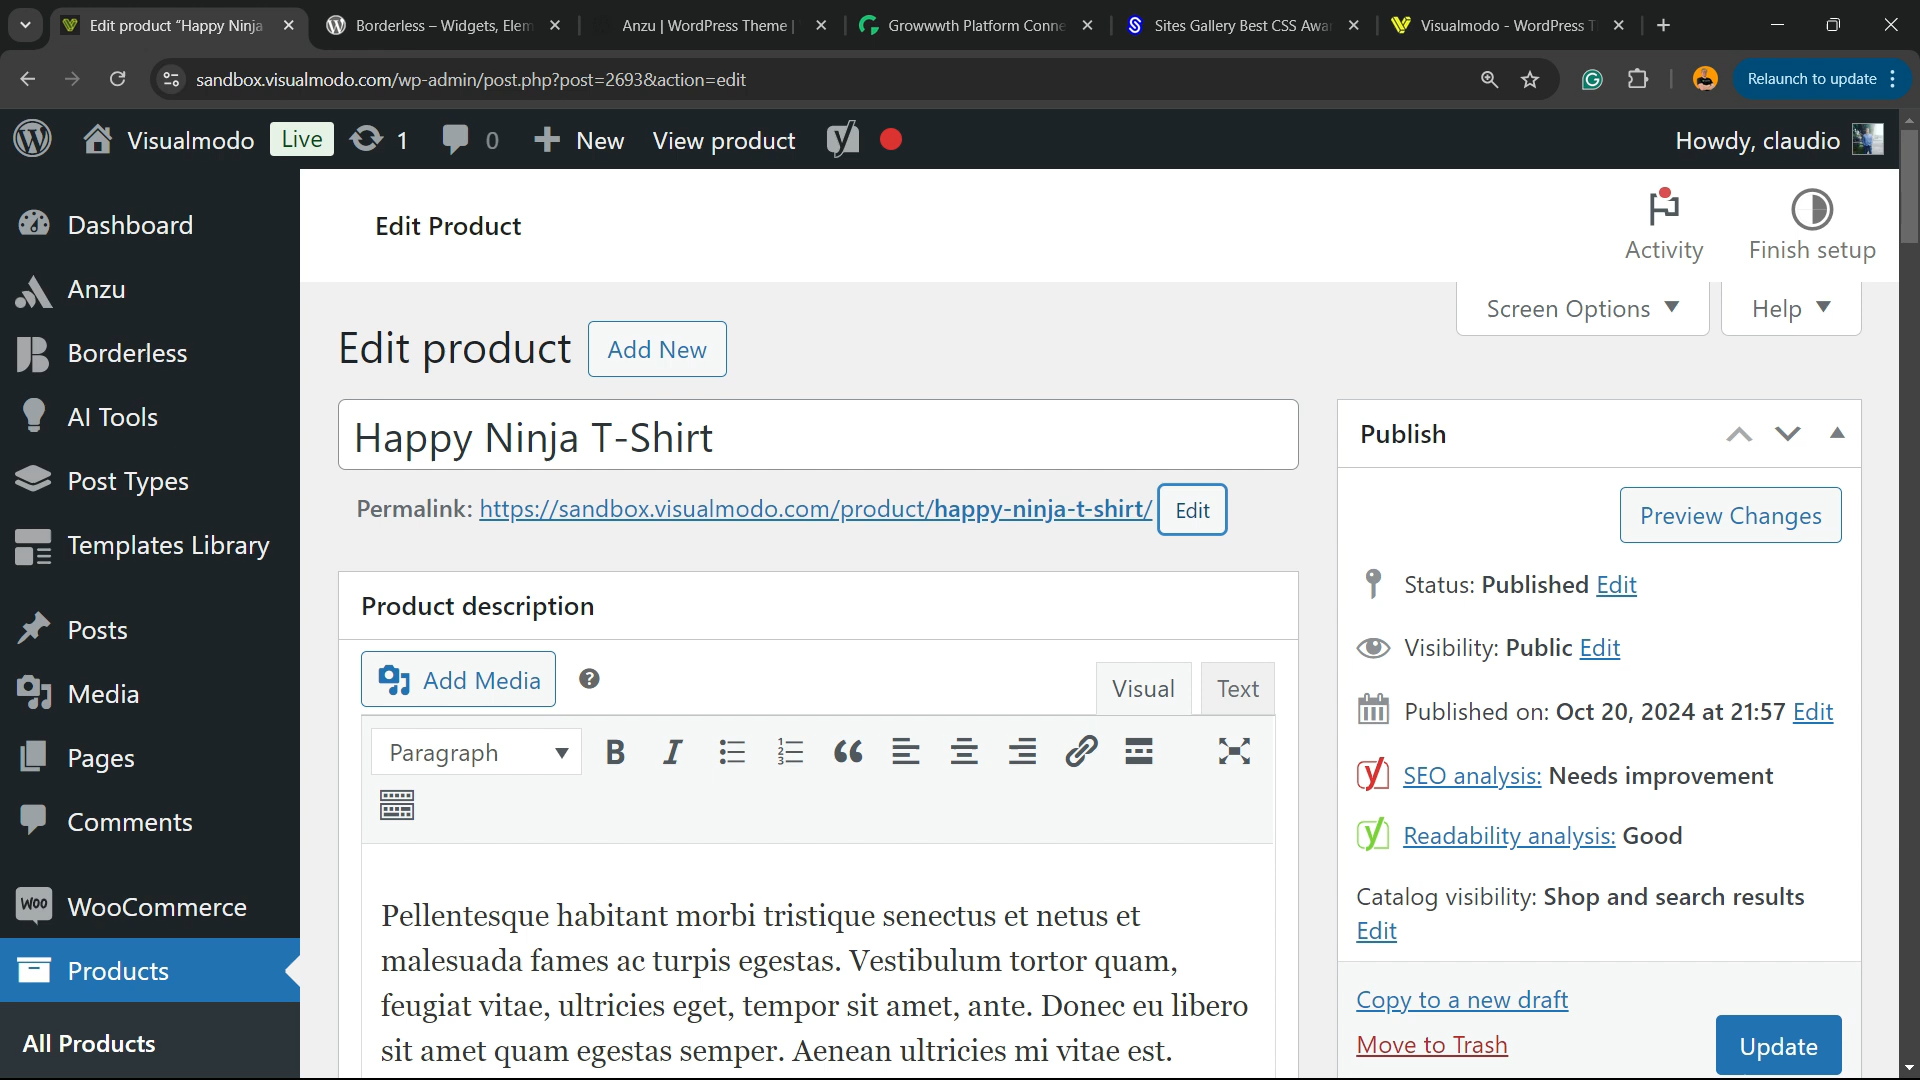 Edit product "Happy Ninja
Borderless – Widgets, Elem
Anzu | WordPress Theme |
Growwwth Platform Conne
Sites Gallery Best CSS Awar
Visualmodo - WordPress T
sandbox.visualmodo.com/wp-admin/post.php?post=2693&action=edit
Relaunch to update
Visualmodo Live 1 0 New View product
Howdy, claudio
Dashboard
Anzu
Borderless
AI Tools
Post Types
Templates Library
Posts
Media
Pages
Comments
WOO WooCommerce
Products
All Products
Edit Product
Activity
Finish setup
Screen Options
Help
Edit product Add New
Happy Ninja T-Shirt
Permalink: https://sandbox.visualmodo.com/product/happy-ninja-t-shirt/ Edit
Product description
Add Media
Visual Text
Paragraph
Pellentesque habitant morbi tristique senectus et netus et
malesuada fames ac turpis egestas. Vestibulum tortor quam,
feugiat vitae, ultricies eget, tempor sit amet, ante. Donec eu libero
sit amet quam egestas semper. Aenean ultricies mi vitae est.
Publish
Preview Changes
Status: Published Edit
Visibility: Public Edit
Published on: Oct 20, 2024 at 21:57 Edit
SEO analysis: Needs improvement
Readability analysis: Good
Catalog visibility: Shop and search results
Edit
Copy to a new draft
Move to Trash
Update